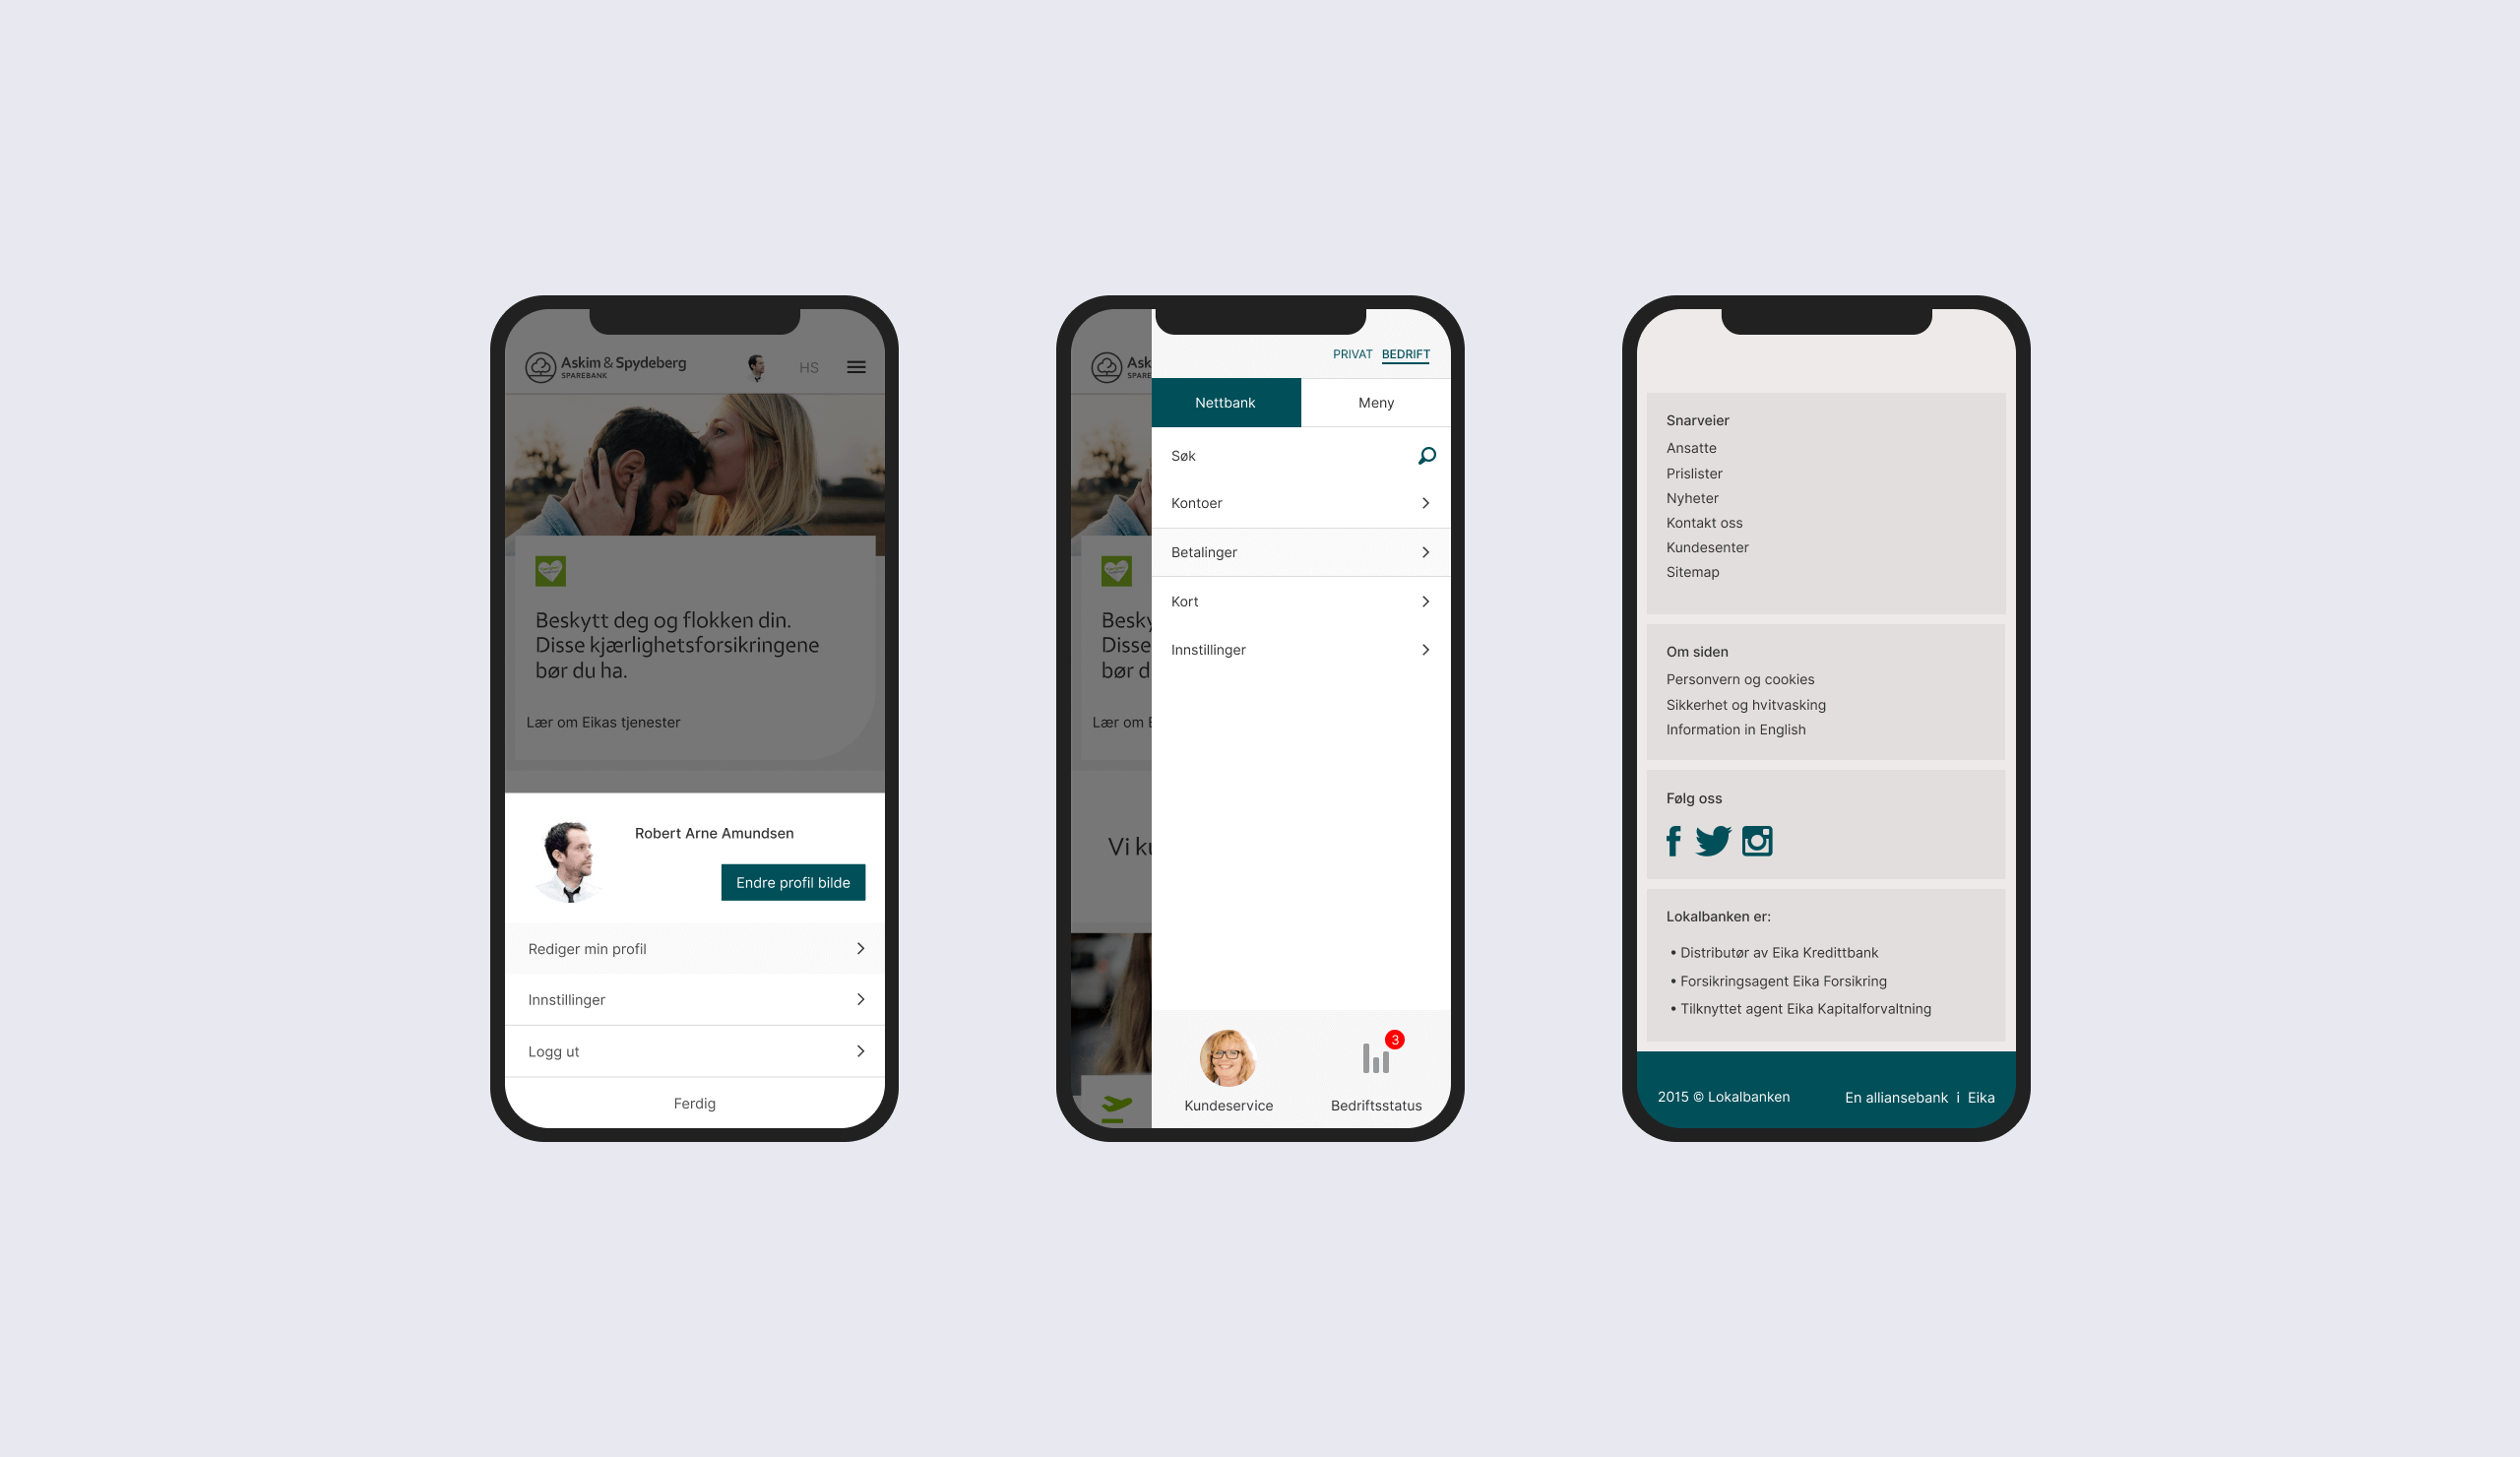 Askim & Spydeberg
SPAREBANK
HS
Beskytt deg og flokken din.
Disse kjærlighetsforsikringene
bør du ha.
Lær om Eikas tjenester
Robert Arne Amundsen
Endre profil bilde
Rediger min profil
Innstillinger
Logg ut
Ferdig
Ask
SPAREB
Besky
Disse
bør d
Lær om E
Vi ku
PRIVAT BEDRIFT
Nettbank Meny
Søk
Kontoer
Betalinger
Kort
Innstillinger
3
Kundeservice Bedriftsstatus
Snarveier
Ansatte
Prislister
Nyheter
Kontakt oss
Kundesenter
Sitemap
Om siden
Personvern og cookies
Sikkerhet og hvitvasking
Information in English
Følg oss
Lokalbanken er:
• Distributør av Eika Kredittbank
• Forsikringsagent Eika Forsikring
• Tilknyttet agent Eika Kapitalforvaltning
2015 © Lokalbanken En alliansebank i Eika